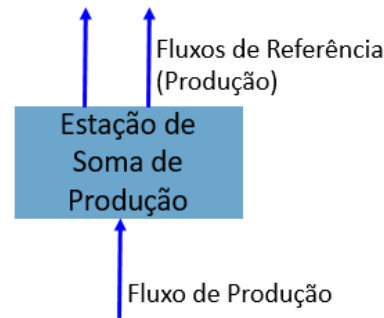 Fluxos de Referência
(Produção)
Estação de
Soma de
Produção
Fluxo de Produção